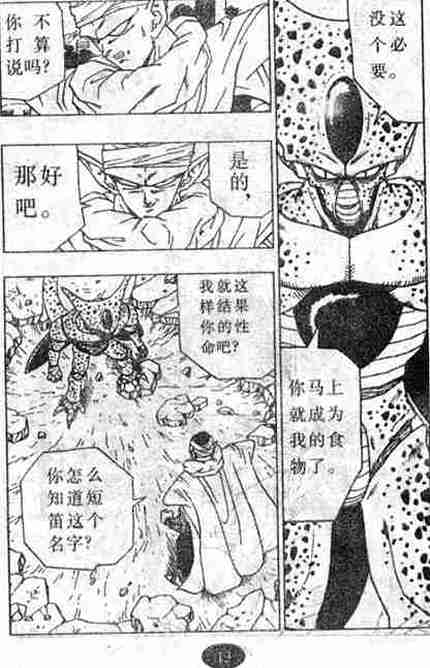 你不
打算
说吗?
没这
个必
要。
你马上
就成为
我的食
物了。
那好
吧。
是
的,
我就这
样结果
你的性
命吧?
你怎么
知道短
笛这个
名字?